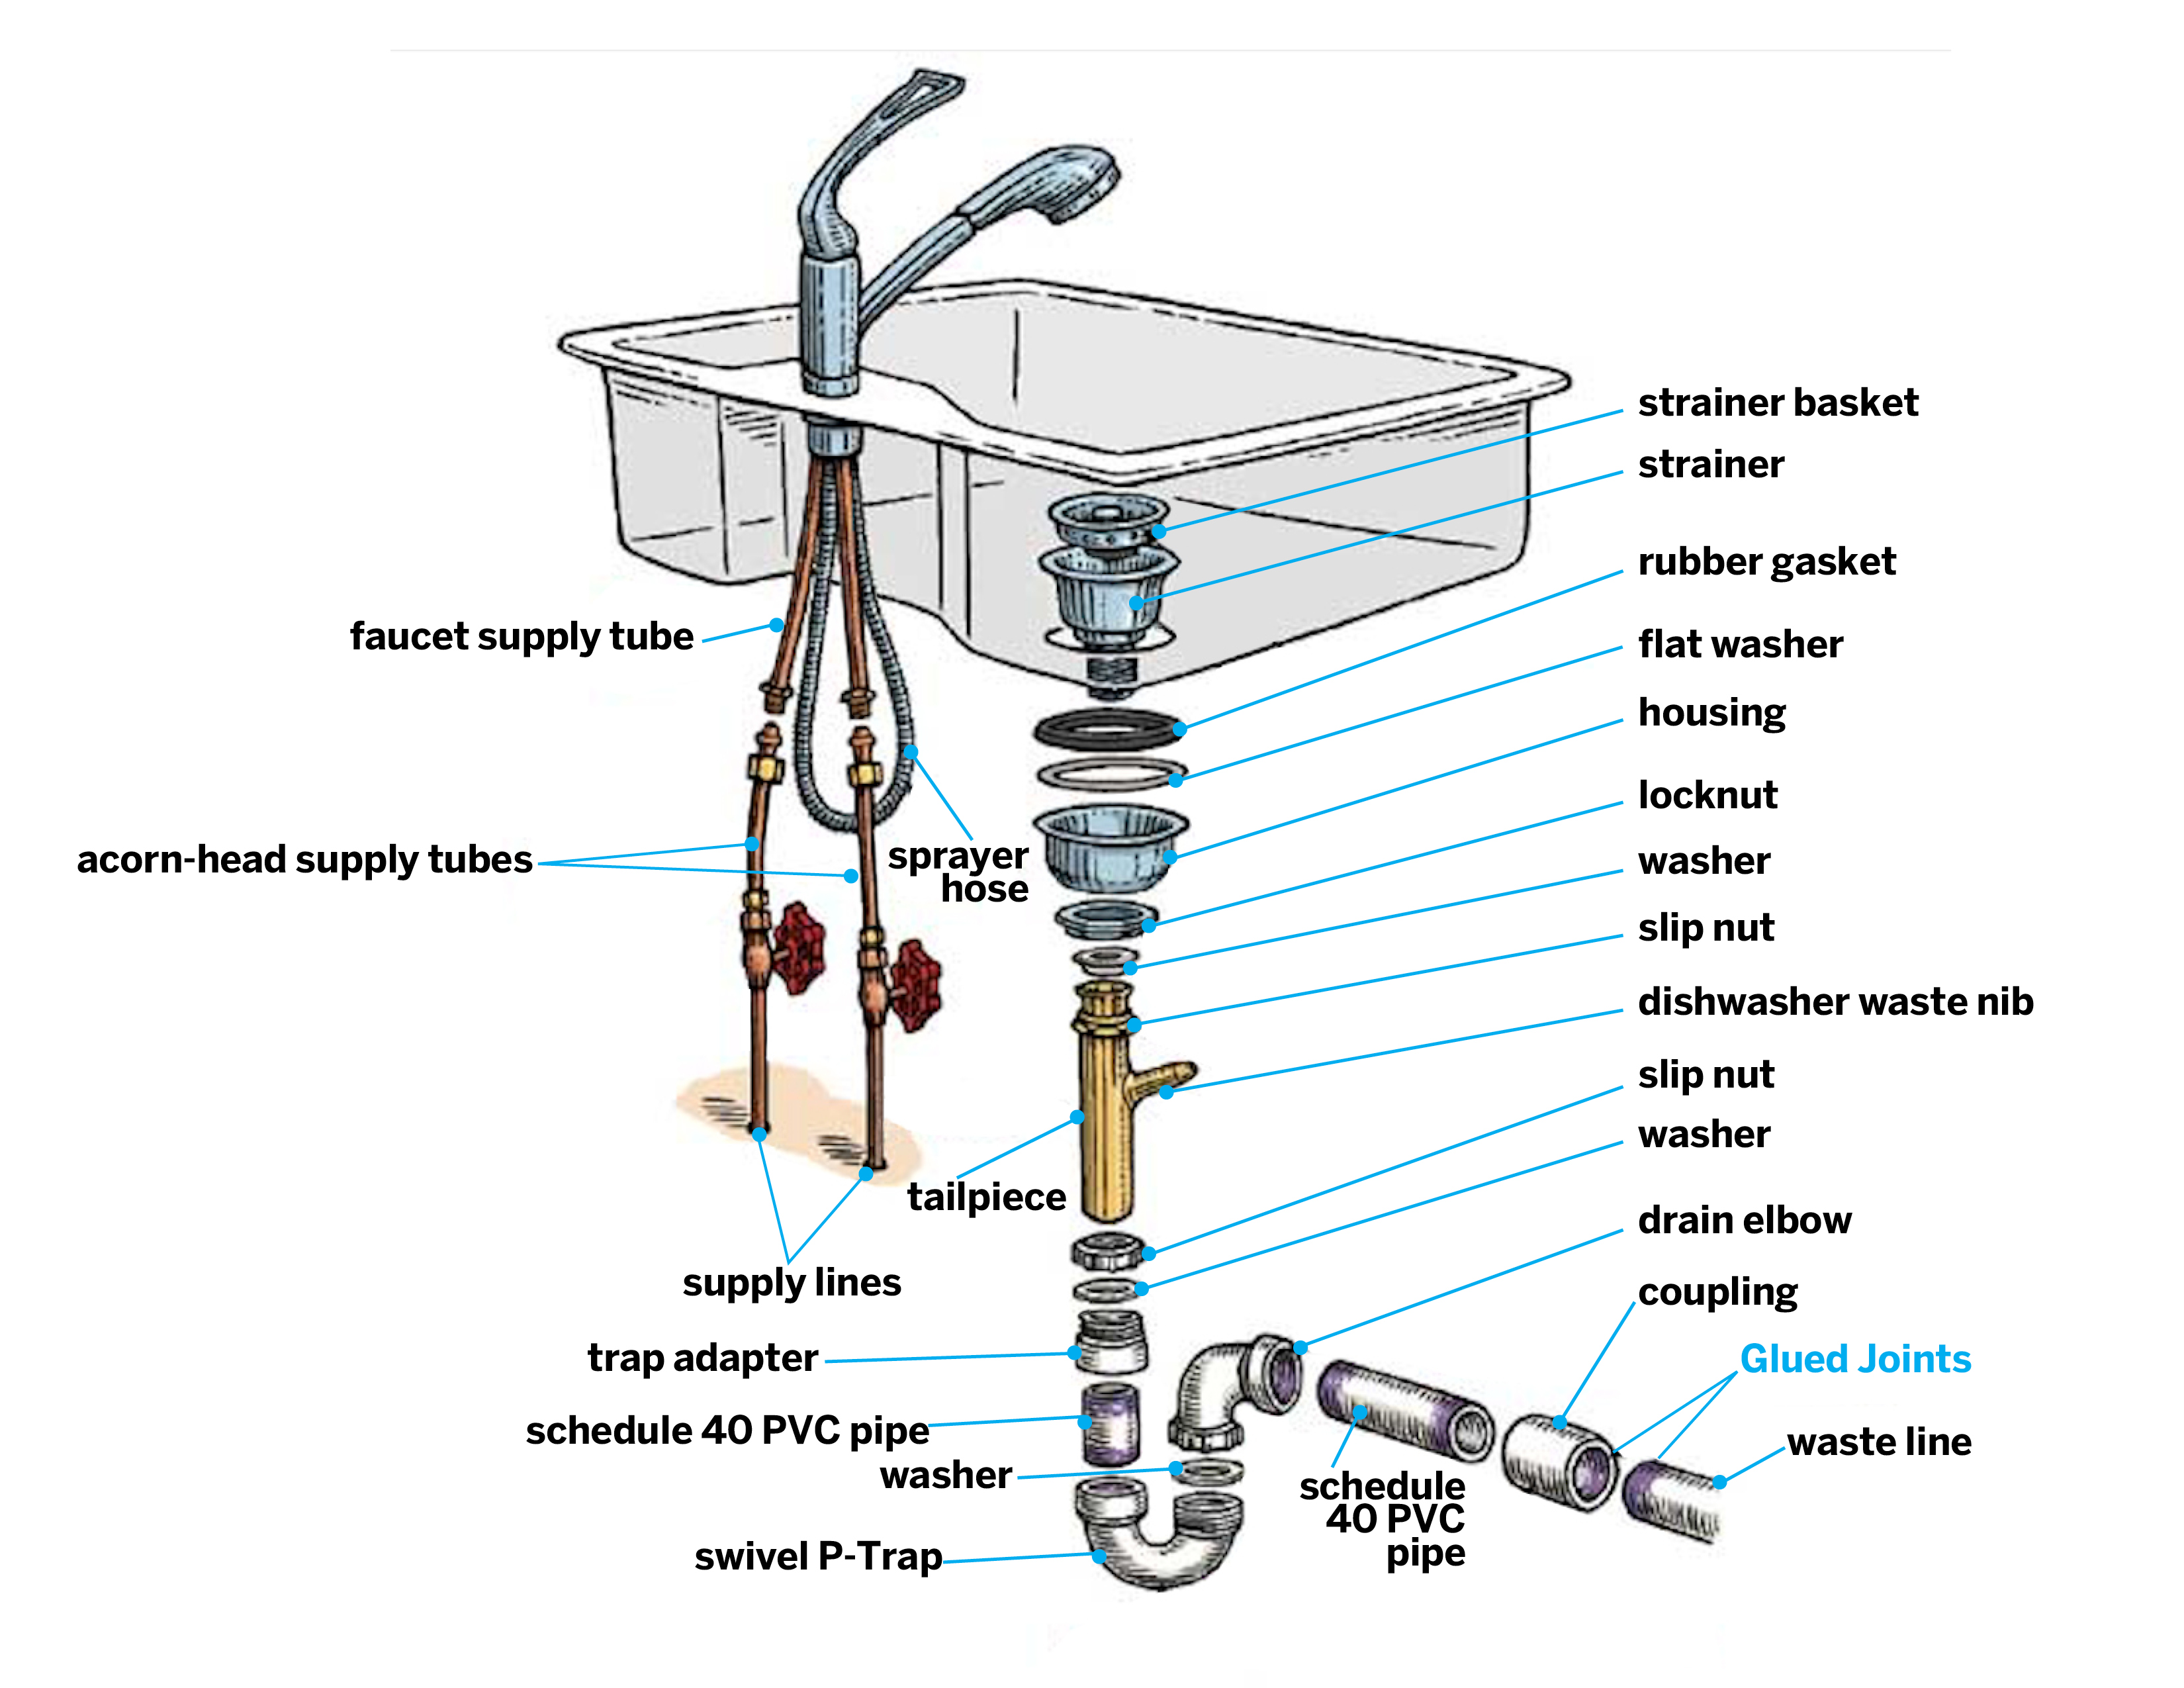 strainer basket
strainer
rubber gasket
flat washer
housing
locknut
washer
slip nut
dishwasher waste nib
slip nut
washer
drain elbow
coupling
Glued Joints
waste line
faucet supply tube
acorn-head supply tubes
sprayer
hose
tailpiece
supply lines
trap adapter
schedule 40 PVC pipe
washer
swivel P-Trap
schedule
40 PVC
pipe